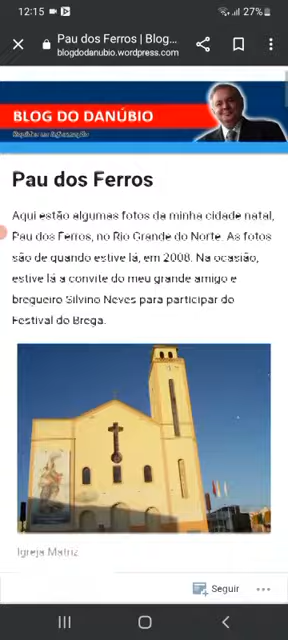 12:15
27%
Pau dos Ferros | Blog...
blogdodanubio.wordpress.com
BLOG DO DANÚBIO
Pau dos Ferros
Aqui estão algumas fotos da minha cidade natal,
Pau dos Ferros, no Rio Grande do Norte. As fotos
são de quando estive lá, em 2008. Na ocasião,
estive lá a convite do meu grande amigo e
bregueiro Silvino Neves para participar do
Festival do Brega.
Igreja Matriz
Seguir